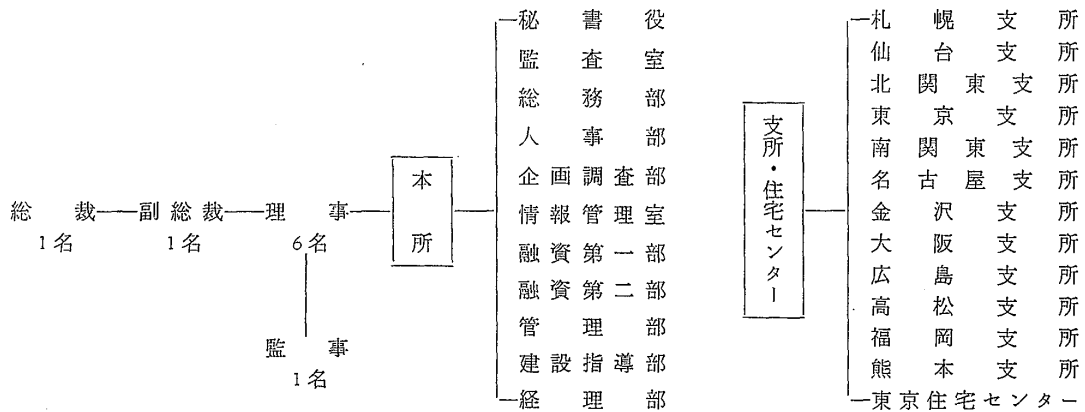 総裁
1名
副総裁
1名
理事
6名
監事
1名
本所
秘書役
監査室
総務部
人事部
企画調査部
情報管理室
融資第一部
融資第二部
管理部
建設指導部
経理部
支所・住宅センター
札幌支所
仙台支所
北関東支所
東京支所
南関東支所
名古屋支所
金沢支所
大阪支所
広島支所
高松支所
福岡支所
熊本支所
東京住宅センター